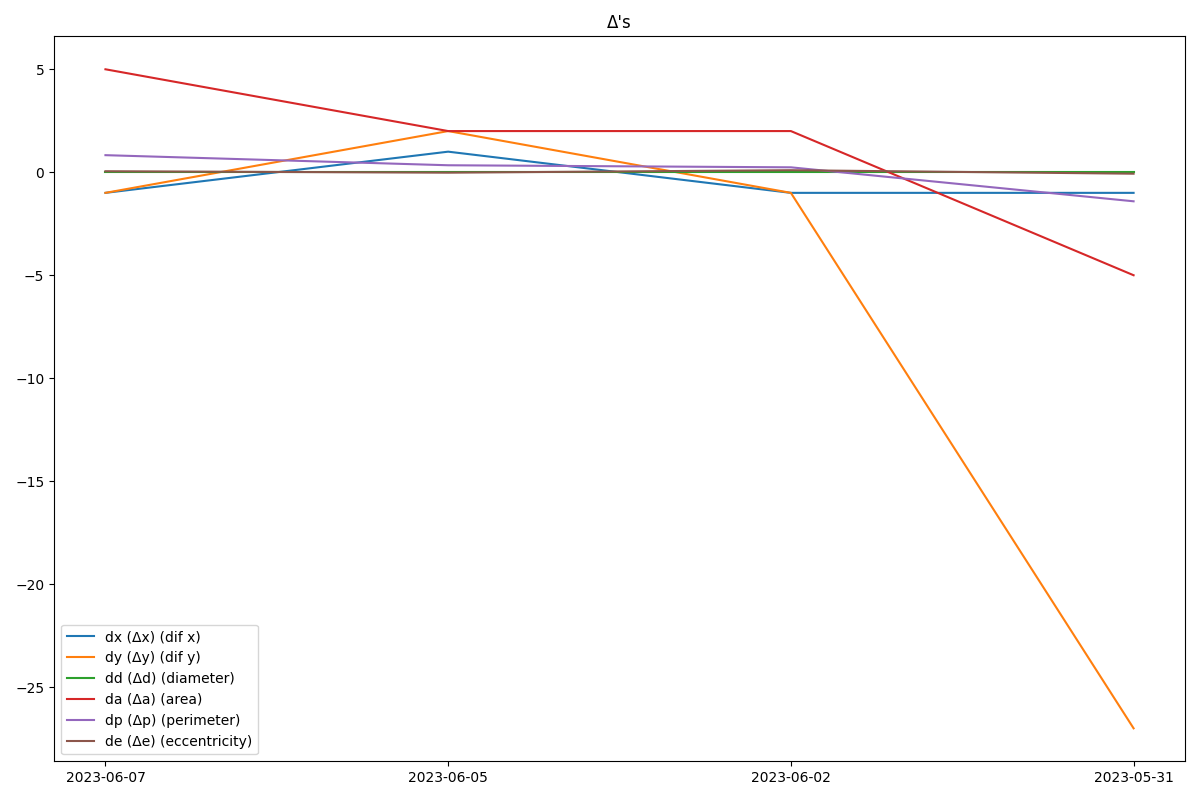 Δ's
5
0
−5
−10
−15
−20
−25
dx (Δx) (dif x)
dy (Δy) (dif y)
dd (Δd) (diameter)
da (Δa) (area)
dp (Δp) (perimeter)
de (Δe) (eccentricity)
2023-06-07 2023-06-05 2023-06-02 2023-05-31